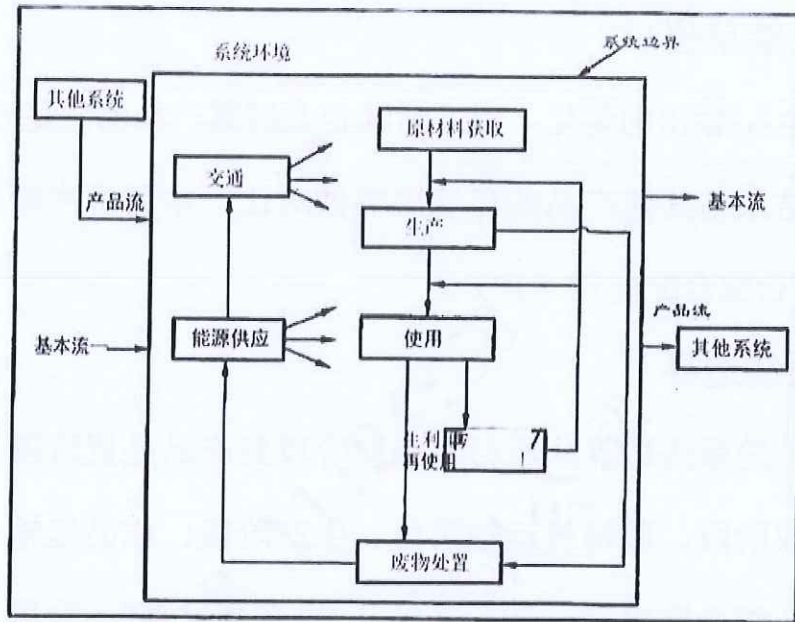 系统环境
系统边界
其他系统
原材料获取
交通
产品流
基本流
生产
产品流
基本流
能源供应
使用
其他系统
再使用
废物处置